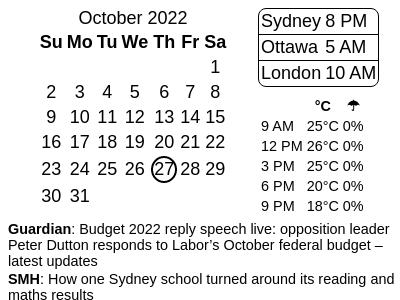 October 2022
Su Mo Tu We Th Fr Sa
1
2 3 4 5 6 7 8
9 10 11 12 13 14 15
16 17 18 19 20 21 22
23 24 25 26 27 28 29
30 31
Sydney 8 PM
Ottawa 5 AM
London 10 AM
°C ☂
9 AM 25°C 0%
12 PM 26°C 0%
3 PM 25°C 0%
6 PM 20°C 0%
9 PM 18°C 0%
Guardian: Budget 2022 reply speech live: opposition leader
Peter Dutton responds to Labor’s October federal budget –
latest updates
SMH: How one Sydney school turned around its reading and
maths results